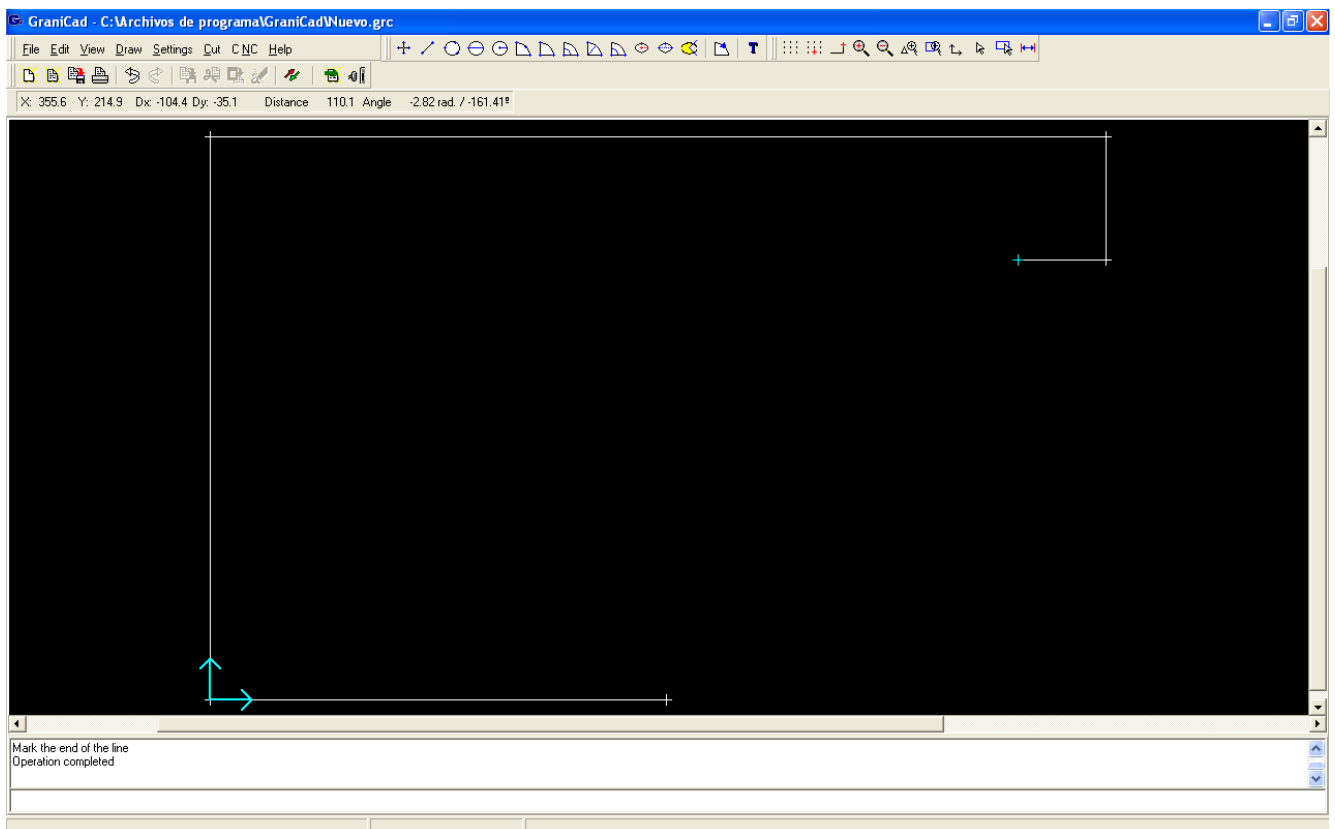 GraniCad - C:\Archivos de programa\GraniCad\Nuevo.grc
File Edit View Draw Settings Cut CNC Help
T
X: 355.6 Y: 214.9 Dx: -104.4 Dy: -35.1 Distance 110.1 Angle -2.82 rad. / -161.41º
Mark the end of the line
Operation completed